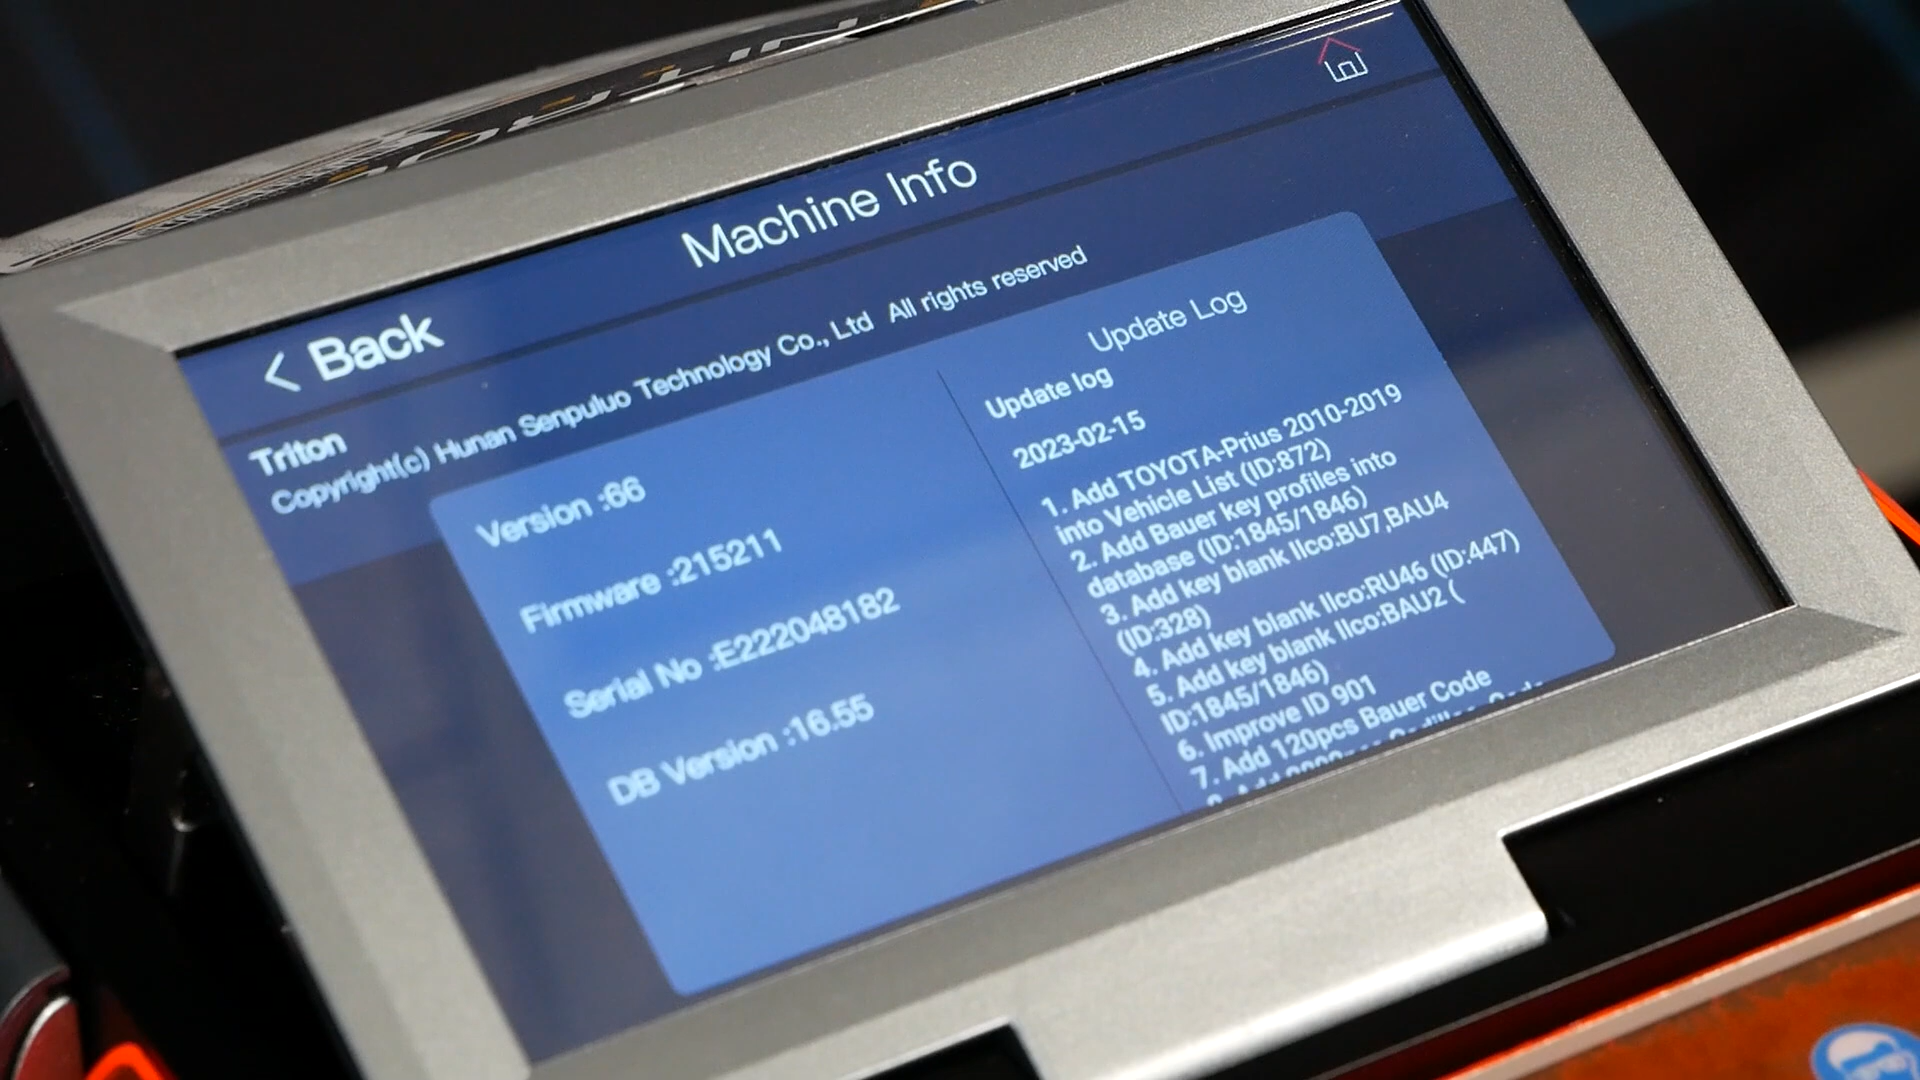 Machine Info
< Back
Triton
Copyright(c) Hunan Senpuluo Technology Co., Ltd All rights reserved
Version :66
Firmware :215211
Serial No :E222048182
DB Version :16.55
Update Log
Update log
2023-02-15
1. Add TOYOTA-Prius 2010-2019
into Vehicle List (ID:872)
2. Add Bauer key profiles into
database (ID:1845/1846)
3. Add key blank Ilco:BU7,BAU4
(ID:328)
4. Add key blank Ilco:RU46 (ID:447)
5. Add key blank Ilco:BAU2 (
ID:1845/1846)
6. Improve ID 901
7. Add 120pcs Bauer Code